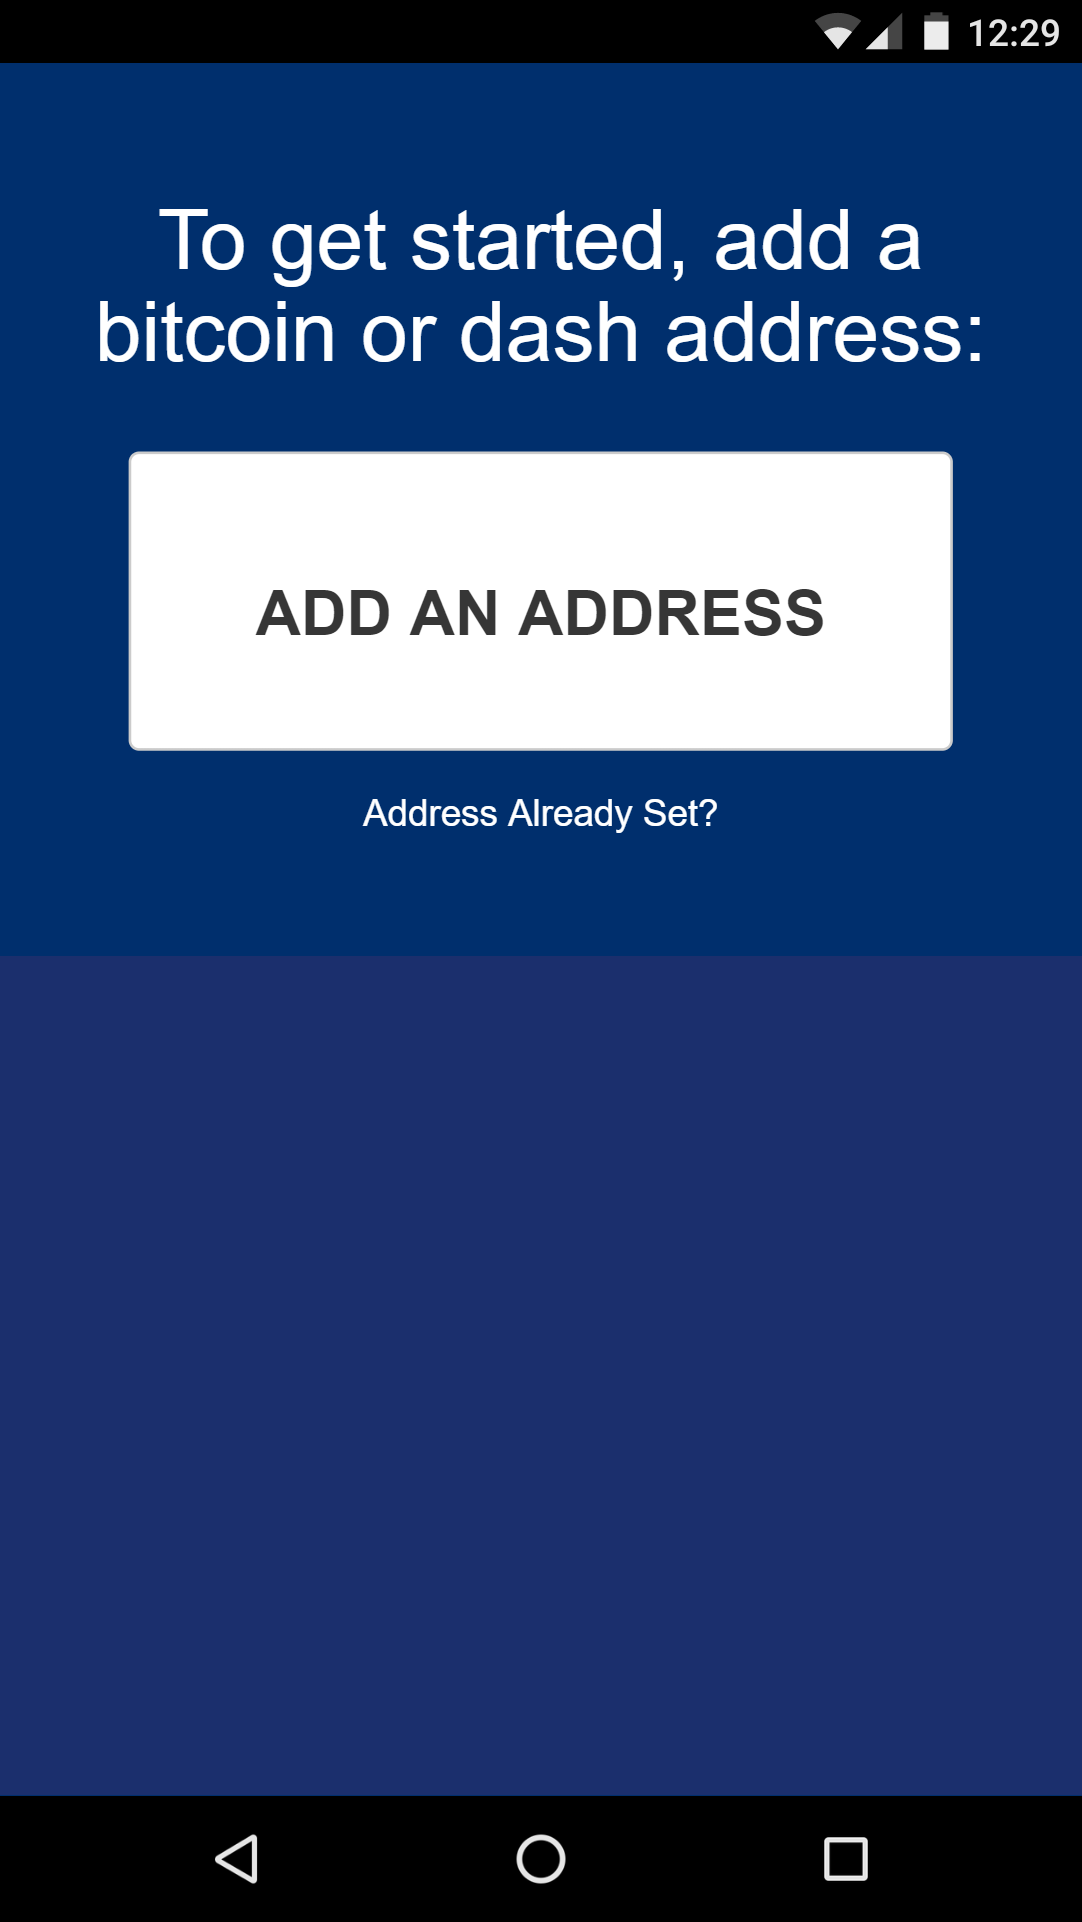 12:29
To get started, add a
bitcoin or dash address:
ADD AN ADDRESS
Address Already Set?